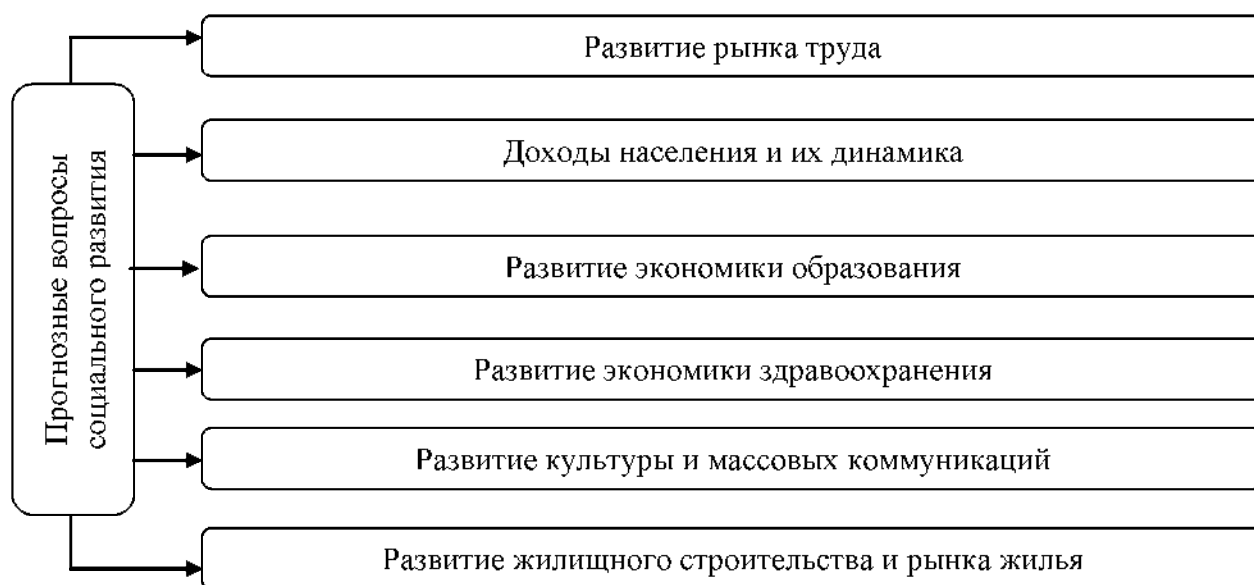 Прогнозные вопросы
социального развития
Развитие рынка труда
Доходы населения и их динамика
Развитие экономики образования
Развитие экономики здравоохранения
Развитие культуры и массовых коммуникаций
Развитие жилищного строительства и рынка жилья